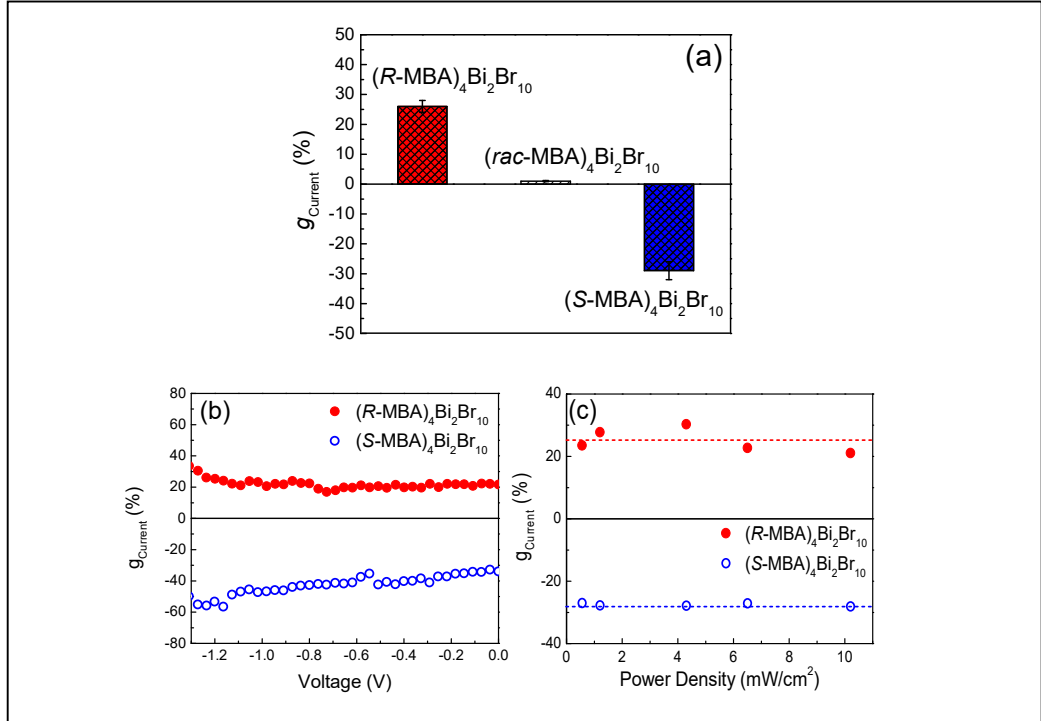 50
40
30
20
10
0
-10
-20
-30
-40
-50
g_Current (%)
(a)
(R-MBA)₄Bi₂Br₁₀
(rac-MBA)₄Bi₂Br₁₀
(S-MBA)₄Bi₂Br₁₀
80
60
40
20
0
-20
-40
-60
-80
g_Current (%)
(b)
(R-MBA)₄Bi₂Br₁₀
(S-MBA)₄Bi₂Br₁₀
-1.2 -1.0 -0.8 -0.6 -0.4 -0.2 0.0
Voltage (V)
40
20
0
-20
-40
g_Current (%)
(c)
(R-MBA)₄Bi₂Br₁₀
(S-MBA)₄Bi₂Br₁₀
0 2 4 6 8 10
Power Density (mW/cm²)